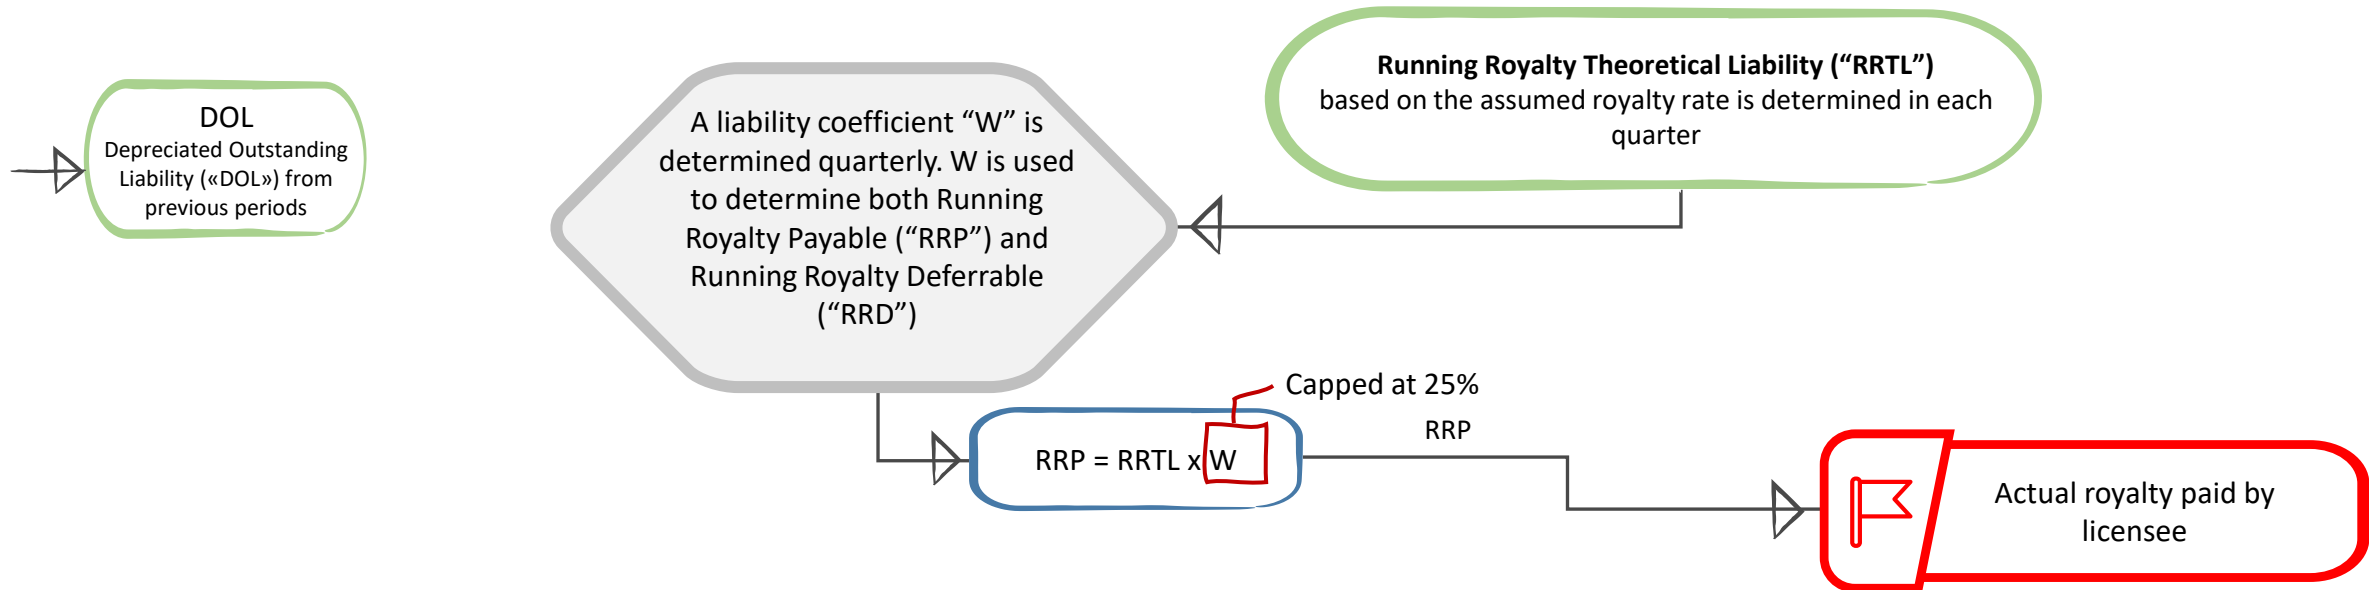 DOL
Depreciated Outstanding
Liability («DOL») from
previous periods
A liability coefficient “W” is
determined quarterly. W is used
to determine both Running
Royalty Payable (“RRP”) and
Running Royalty Deferrable
(“RRD”)
Running Royalty Theoretical Liability (“RRTL”)
based on the assumed royalty rate is determined in each
quarter
Capped at 25%
RRP = RRTL x W
RRP
Actual royalty paid by
licensee